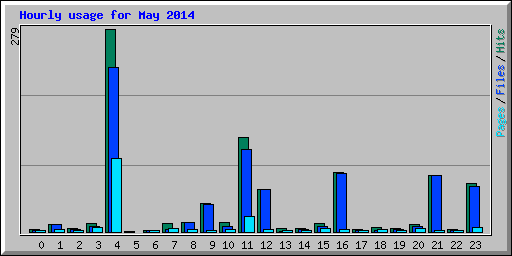 Hourly usage for May 2014
279
Pages/Files/Hits
0 1 2 3 4 5 6 7 8 9 10 11 12 13 14 15 16 17 18 19 20 21 22 23